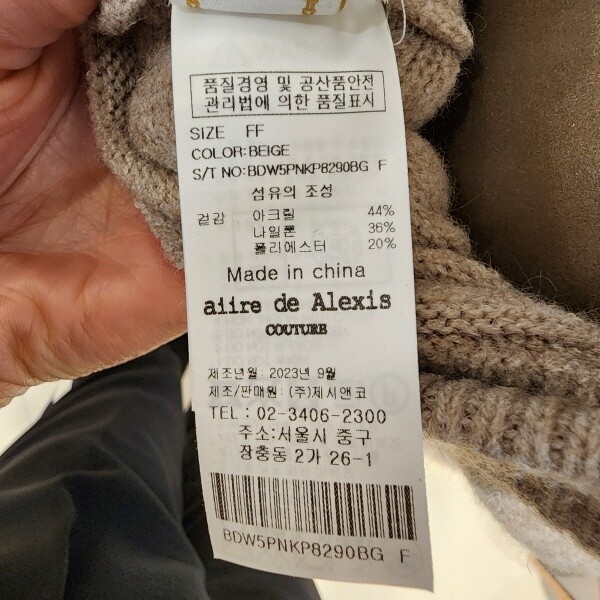 품질경영 및 공산품안전
관리법에 의한 품질표시
SIZE FF
COLOR:BEIGE
S/T NO:BDW5PNKP8290BG F
섬유의 조성
겉감 아크릴 44%
나일론 36%
폴리에스터 20%
Made in china
aiire de Alexis
COUTURE
제조년월 : 2023년 9월
제조/판매원 : (주)제시앤코
TEL : 02-3406-2300
주소:서울시 중구
장충동 2가 26-1
BDW5PNKP8290BG F